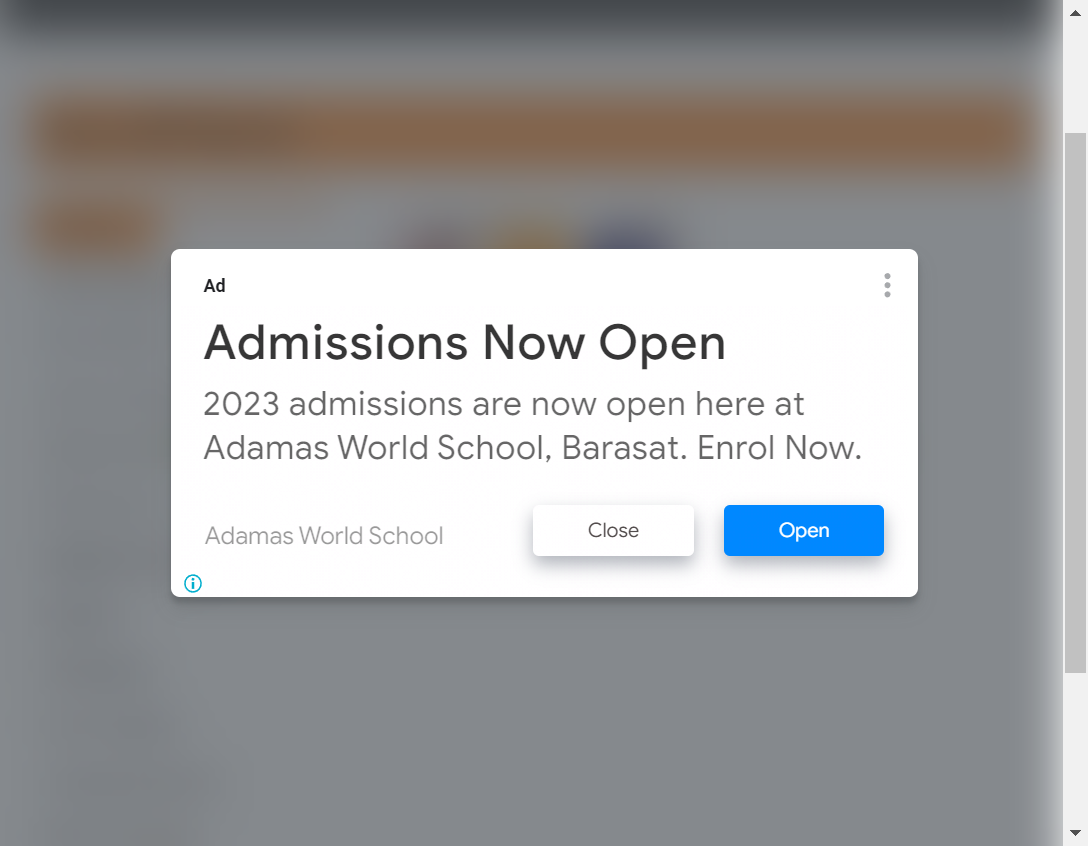 Ad
Admissions Now Open
2023 admissions are now open here at
Adamas World School, Barasat. Enrol Now.
Adamas World School
Close
Open